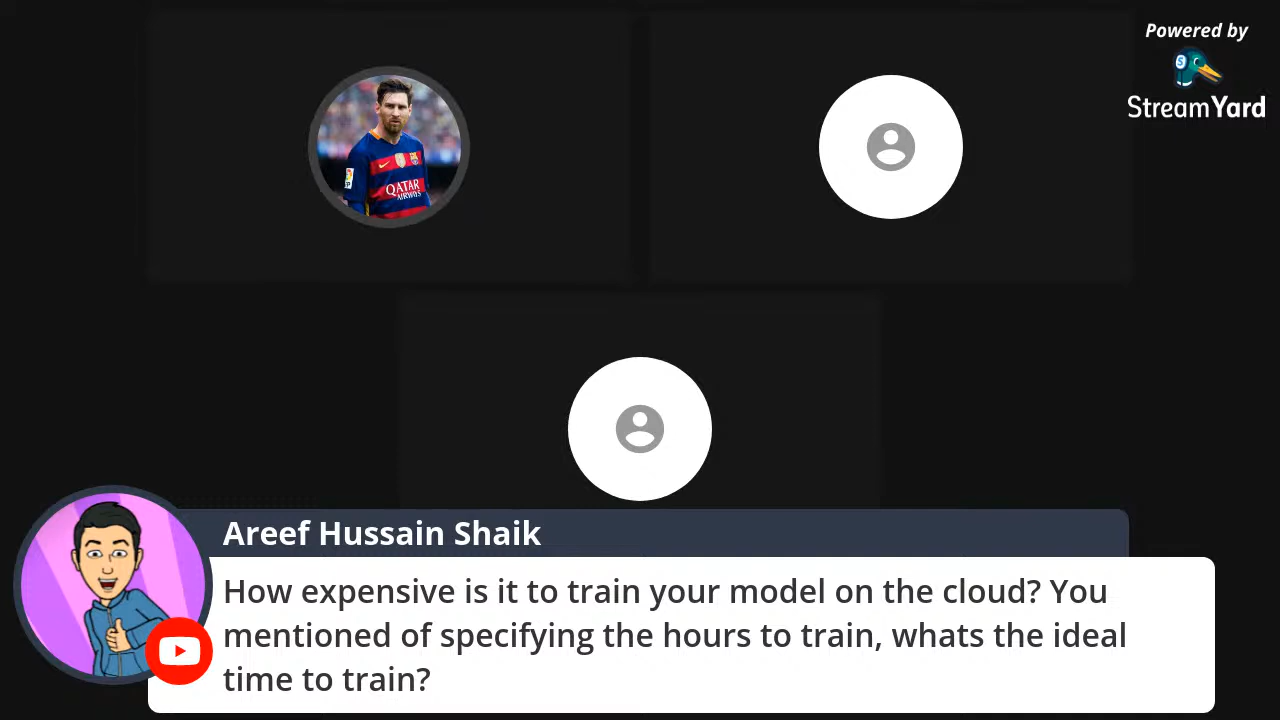 Powered by
StreamYard
QATAR
AIRWAYS
Areef Hussain Shaik
How expensive is it to train your model on the cloud? You
mentioned of specifying the hours to train, whats the ideal
time to train?